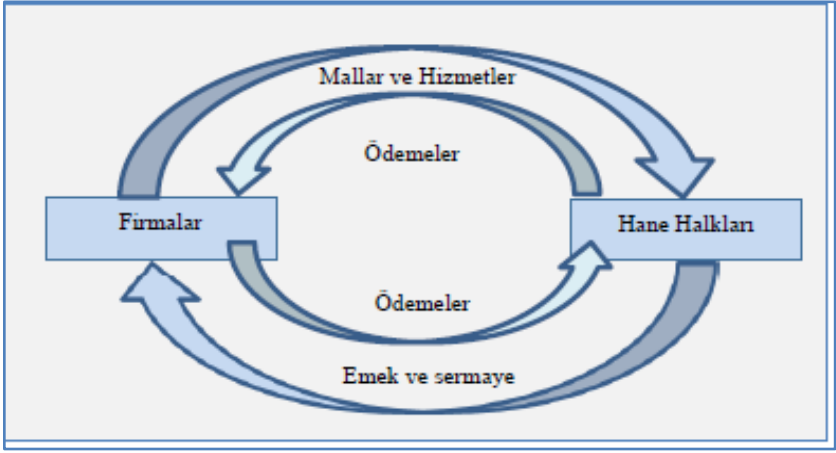 Mallar ve Hizmetler
Ödemeler
Firmalar
Hane Halkları
Ödemeler
Emek ve sermaye